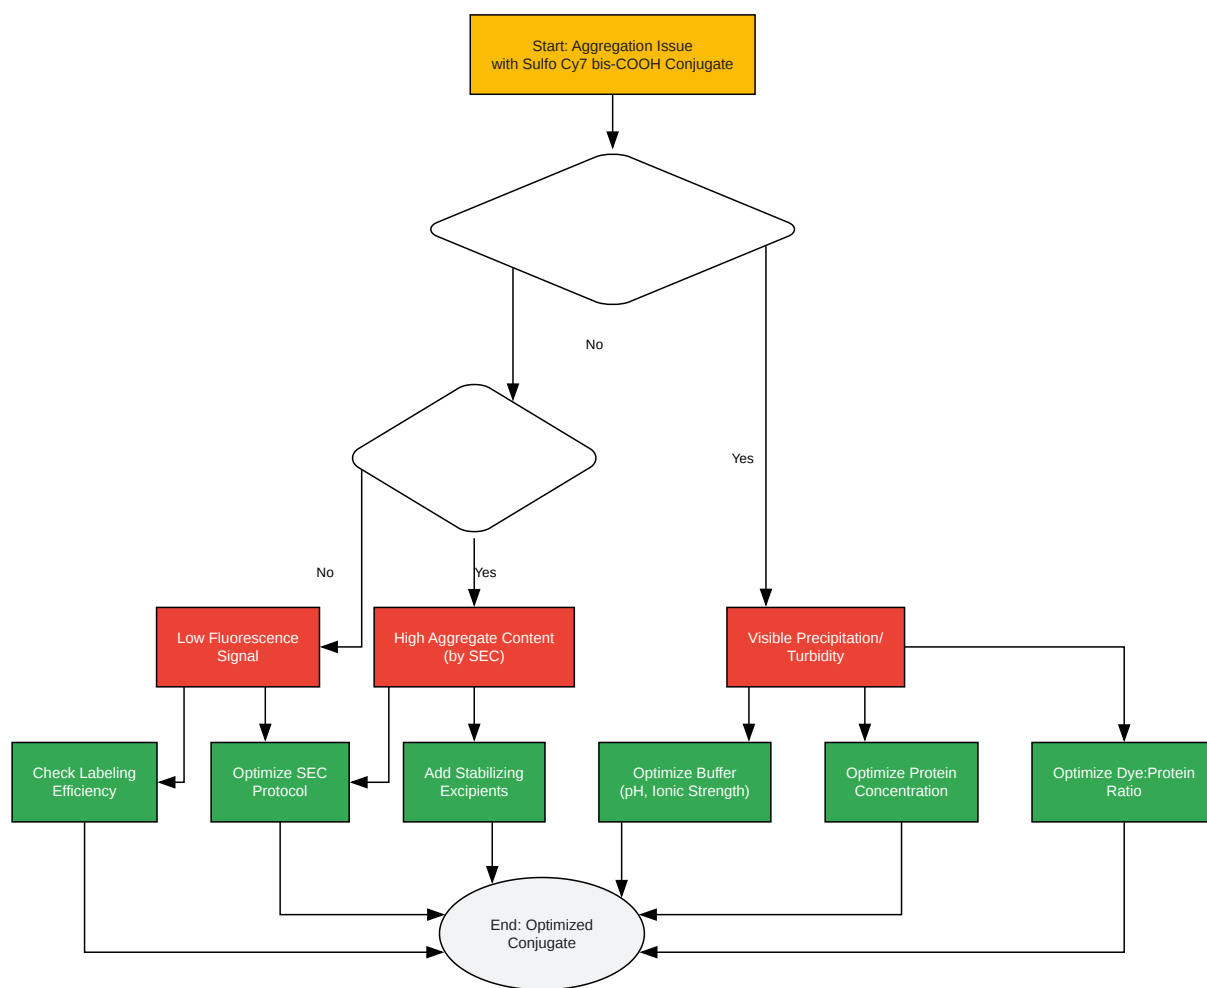 Start: Aggregation Issue
with Sulfo Cy7 bis-COOH Conjugate
No
Yes
No
Yes
Low Fluorescence
Signal
High Aggregate Content
(by SEC)
Visible Precipitation/
Turbidity
Check Labeling
Efficiency
Optimize SEC
Protocol
Add Stabilizing
Excipients
Optimize Buffer
(pH, Ionic Strength)
Optimize Protein
Concentration
Optimize Dye:Protein
Ratio
End: Optimized
Conjugate